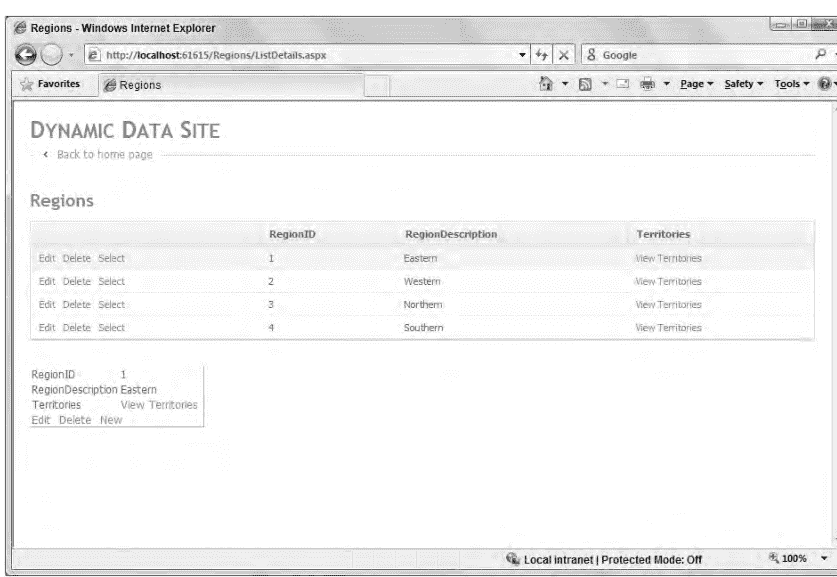 Regions - Windows Internet Explorer
http://localhost:61615/Regions/ListDetails.aspx
Google
Favorites Regions Page Safety Tools
DYNAMIC DATA SITE
< Back to home page
Regions
RegionID RegionDescription Territories
Edit Delete Select 1 Eastern View Territories
Edit Delete Select 2 Western View Territories
Edit Delete Select 3 Northern View Territories
Edit Delete Select 4 Southern View Territories
RegionID 1
RegionDescription Eastern
Territories View Territories
Edit Delete New
Local intranet | Protected Mode: Off 100%